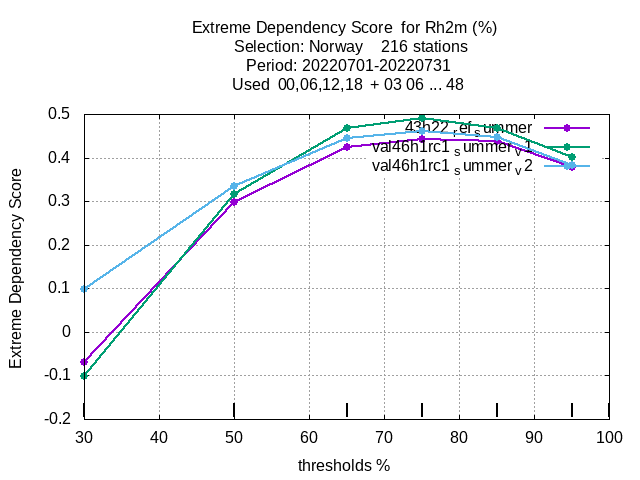 Extreme Dependency Score for Rh2m (%)
Selection: Norway 216 stations
Period: 20220701-20220731
Used 00,06,12,18 + 03 06 ... 48
Extreme Dependency Score
0.5
0.4
0.3
0.2
0.1
0
-0.1
-0.2
43h22_ref_summer
val46h1rc1_summer_v1
val46h1rc1_summer_v2
30 40 50 60 70 80 90 100
thresholds %